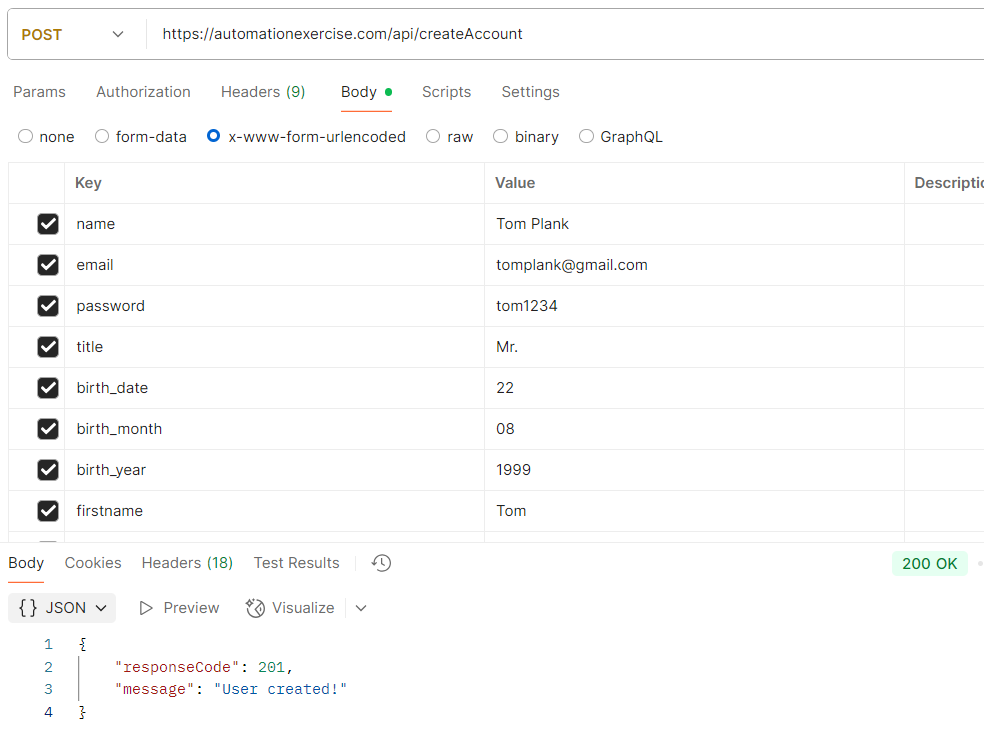 POST https://automationexercise.com/api/createAccount
Params Authorization Headers (9) Body Scripts Settings
none form-data x-www-form-urlencoded raw binary GraphQL
Key Value Descriptio
name Tom Plank
email tomplank@gmail.com
password tom1234
title Mr.
birth_date 22
birth_month 08
birth_year 1999
firstname Tom
Body Cookies Headers (18) Test Results 200 OK
{} JSON Preview Visualize
1 {
2 "responseCode": 201,
3 "message": "User created!"
4 }